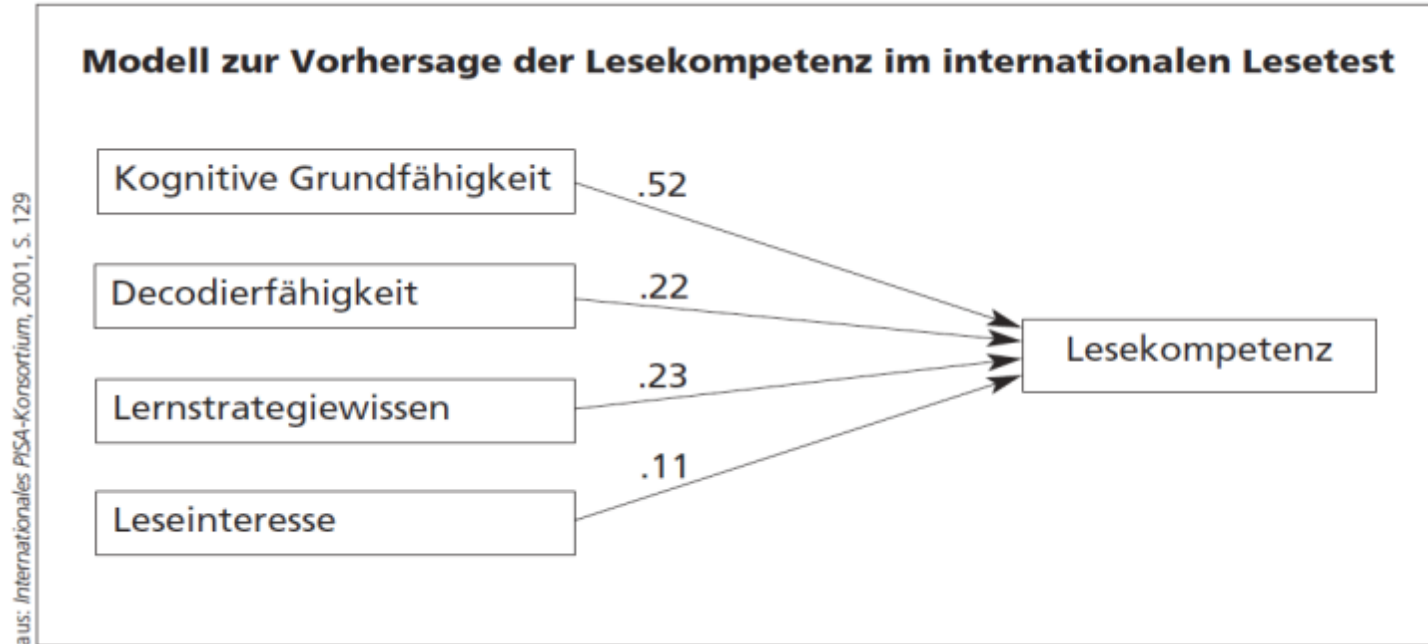 Modell zur Vorhersage der Lesekompetenz im internationalen Lesetest
Kognitive Grundfähigkeit
.52
Decodierfähigkeit
.22
Lesekompetenz
Lernstrategiewissen
.23
Leseinteresse
.11
aus: Internationales PISA-Konsortium, 2001, S. 129